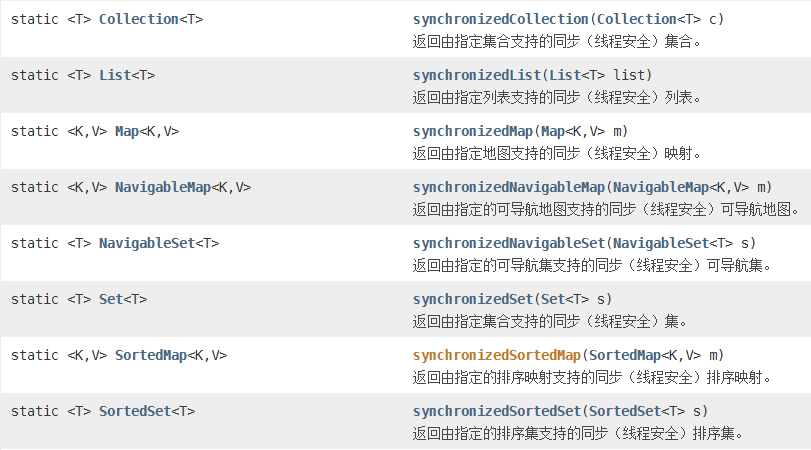 static <T> Collection<T> synchronizedCollection(Collection<T> c)
返回由指定集合支持的同步（线程安全）集合。
static <T> List<T> synchronizedList(List<T> list)
返回由指定列表支持的同步（线程安全）列表。
static <K,V> Map<K,V> synchronizedMap(Map<K,V> m)
返回由指定地图支持的同步（线程安全）映射。
static <K,V> NavigableMap<K,V> synchronizedNavigableMap(NavigableMap<K,V> m)
返回由指定的可导航地图支持的同步（线程安全）可导航地图。
static <T> NavigableSet<T> synchronizedNavigableSet(NavigableSet<T> s)
返回由指定的可导航集支持的同步（线程安全）可导航集。
static <T> Set<T> synchronizedSet(Set<T> s)
返回由指定集合支持的同步（线程安全）集。
static <K,V> SortedMap<K,V> synchronizedSortedMap(SortedMap<K,V> m)
返回由指定的排序映射支持的同步（线程安全）排序映射。
static <T> SortedSet<T> synchronizedSortedSet(SortedSet<T> s)
返回由指定的排序集支持的同步（线程安全）排序集。